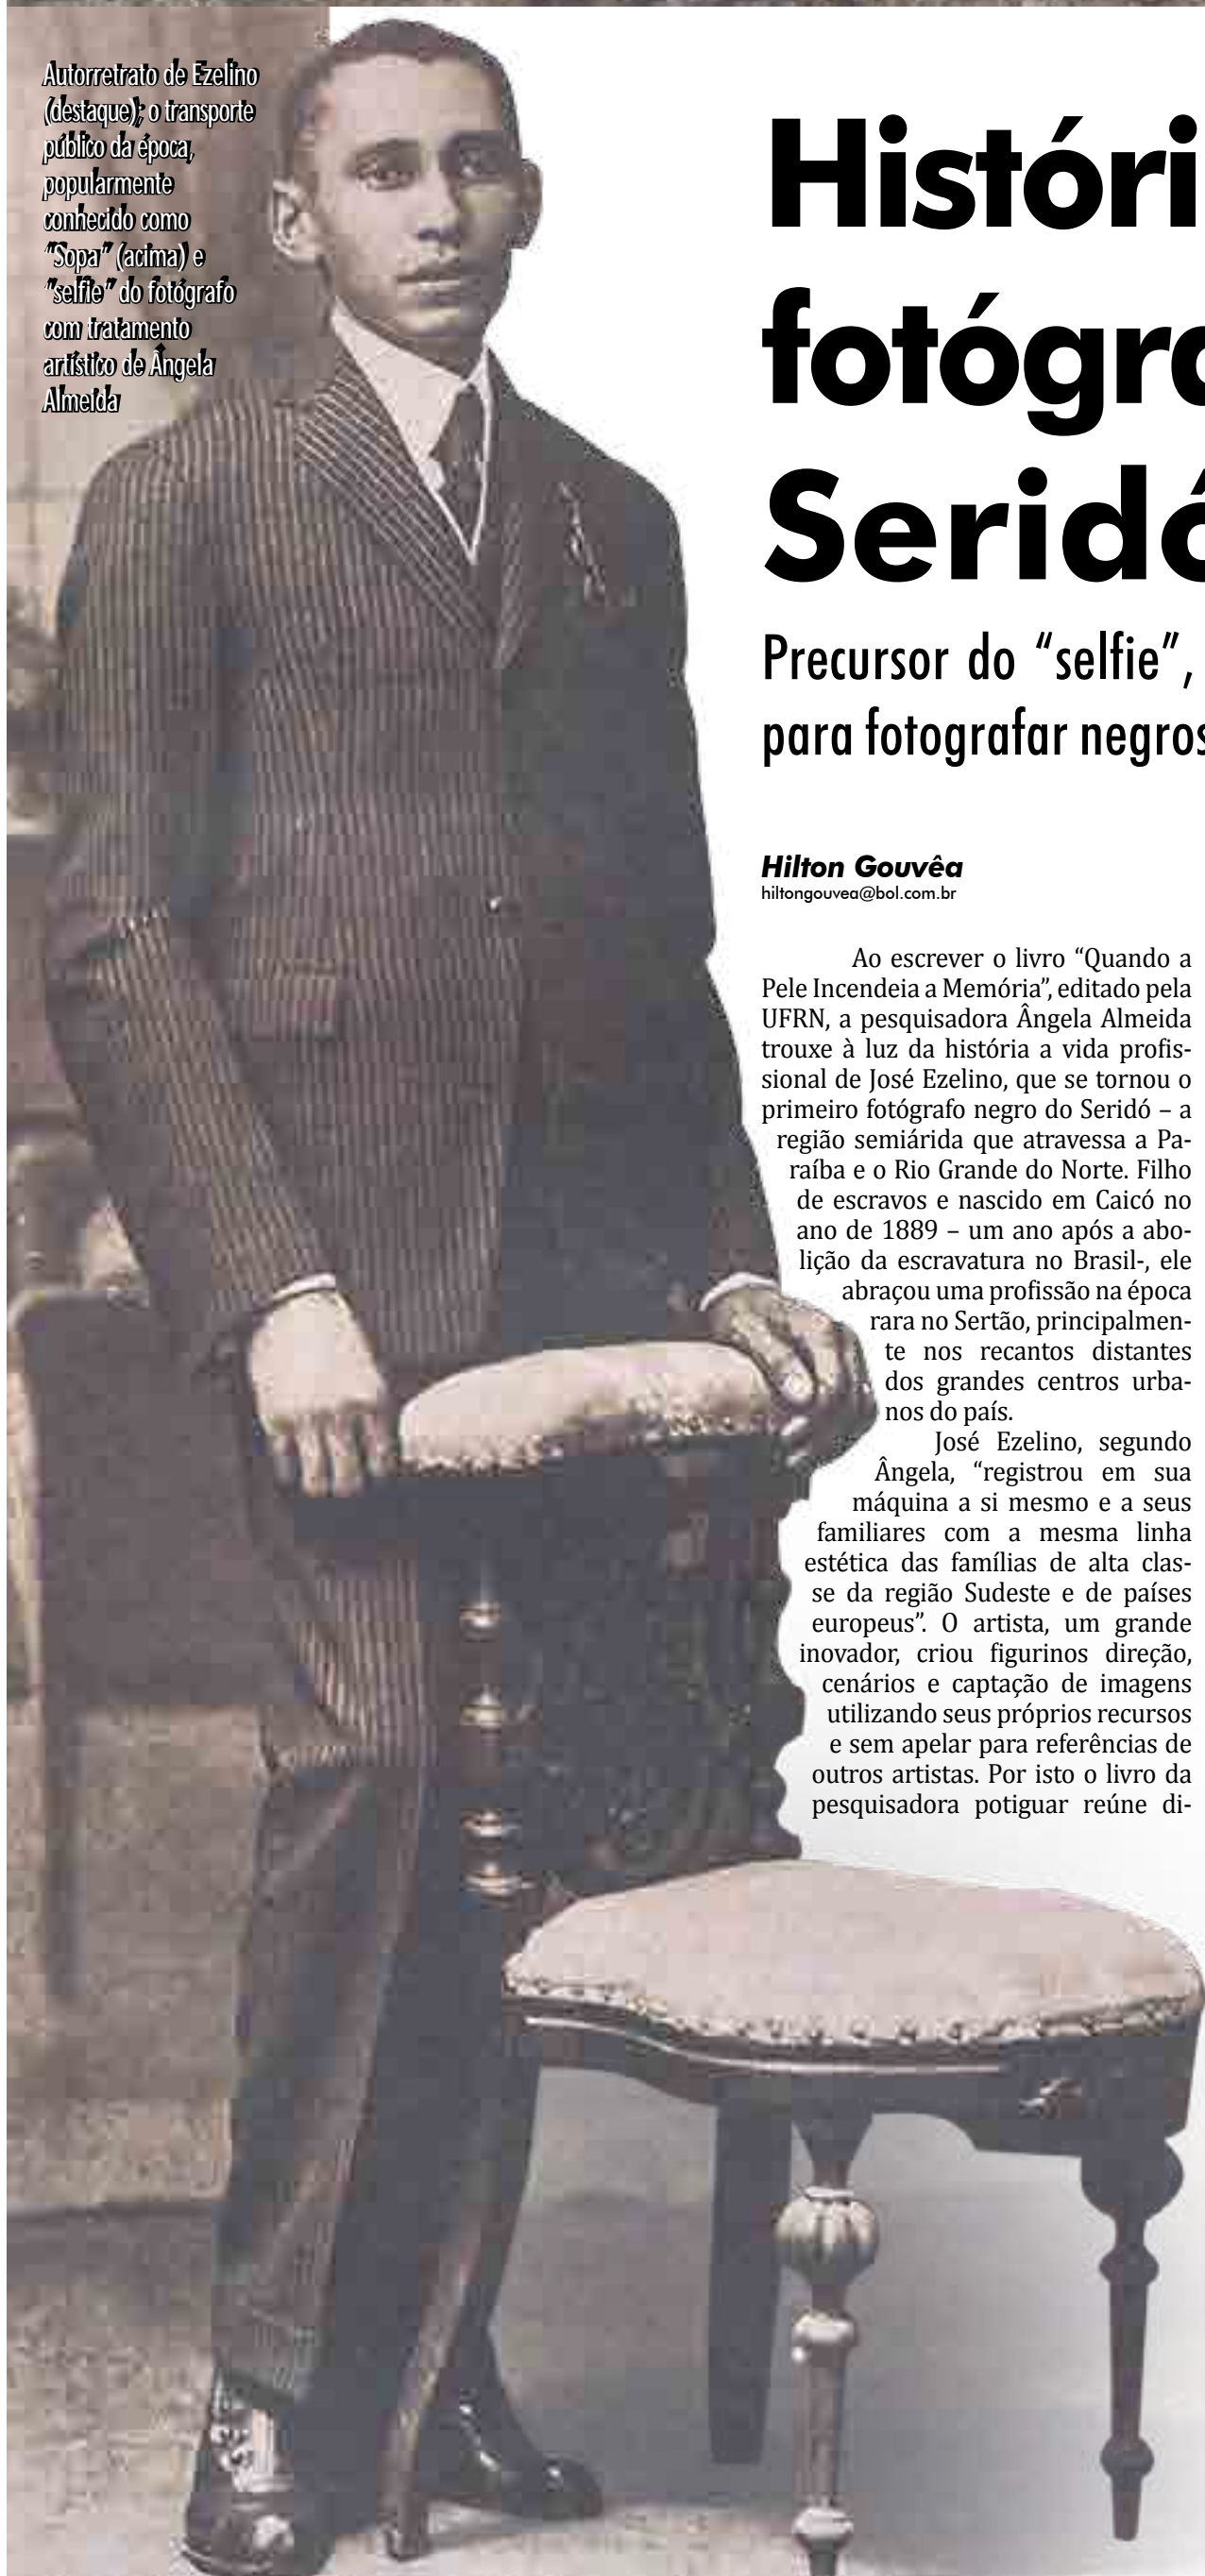 Autorretrato de Ezelino
(destaque); o transporte
público da época,
popularmente
conhecido como
"Sopa" (acima) e
"selfie" do fotógrafo
com tratamento
artístico de Ângela
Almeida
Históri
fotógra
Seridó
Precursor do “selfie”,
para fotografar negros
Hilton Gouvêa
hiltongouvea@bol.com.br
Ao escrever o livro “Quando a
Pele Incendeia a Memória”, editado pela
UFRN, a pesquisadora Ângela Almeida
trouxe à luz da história a vida profis-
sional de José Ezelino, que se tornou o
primeiro fotógrafo negro do Seridó – a
região semiárida que atravessa a Pa-
raíba e o Rio Grande do Norte. Filho
de escravos e nascido em Caicó no
ano de 1889 – um ano após a abo-
lição da escravatura no Brasil-, ele
abraçou uma profissão na época
rara no Sertão, principalmen-
te nos recantos distantes
dos grandes centros urba-
nos do país.
José Ezelino, segundo
Ângela, “registrou em sua
máquina a si mesmo e a seus
familiares com a mesma linha
estética das famílias de alta clas-
se da região Sudeste e de países
europeus”. O artista, um grande
inovador, criou figurinos direção,
cenários e captação de imagens
utilizando seus próprios recursos
e sem apelar para referências de
outros artistas. Por isto o livro da
pesquisadora potiguar reúne di-